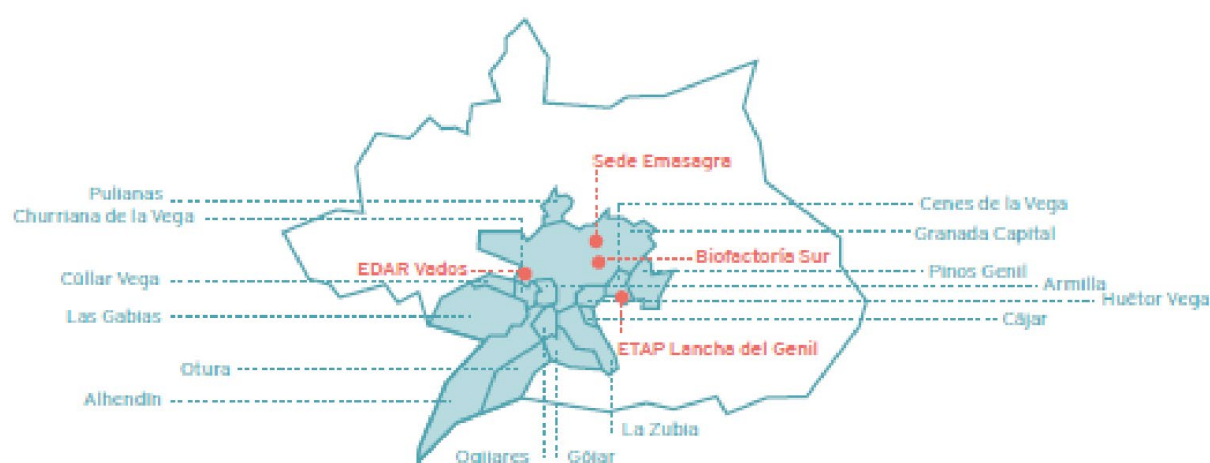 Sede Emasagra
Pulianas
Churriana de la Vega
Cenes de la Vega
Granada Capital
EDAR Vados
Biofactoría Sur
Pinos Genil
Cúllar Vega
Armilla
Huétor Vega
Las Gabias
Cájar
ETAP Lancha del Genil
Otura
Alhendín
La Zubia
Ogíjares
Gójar